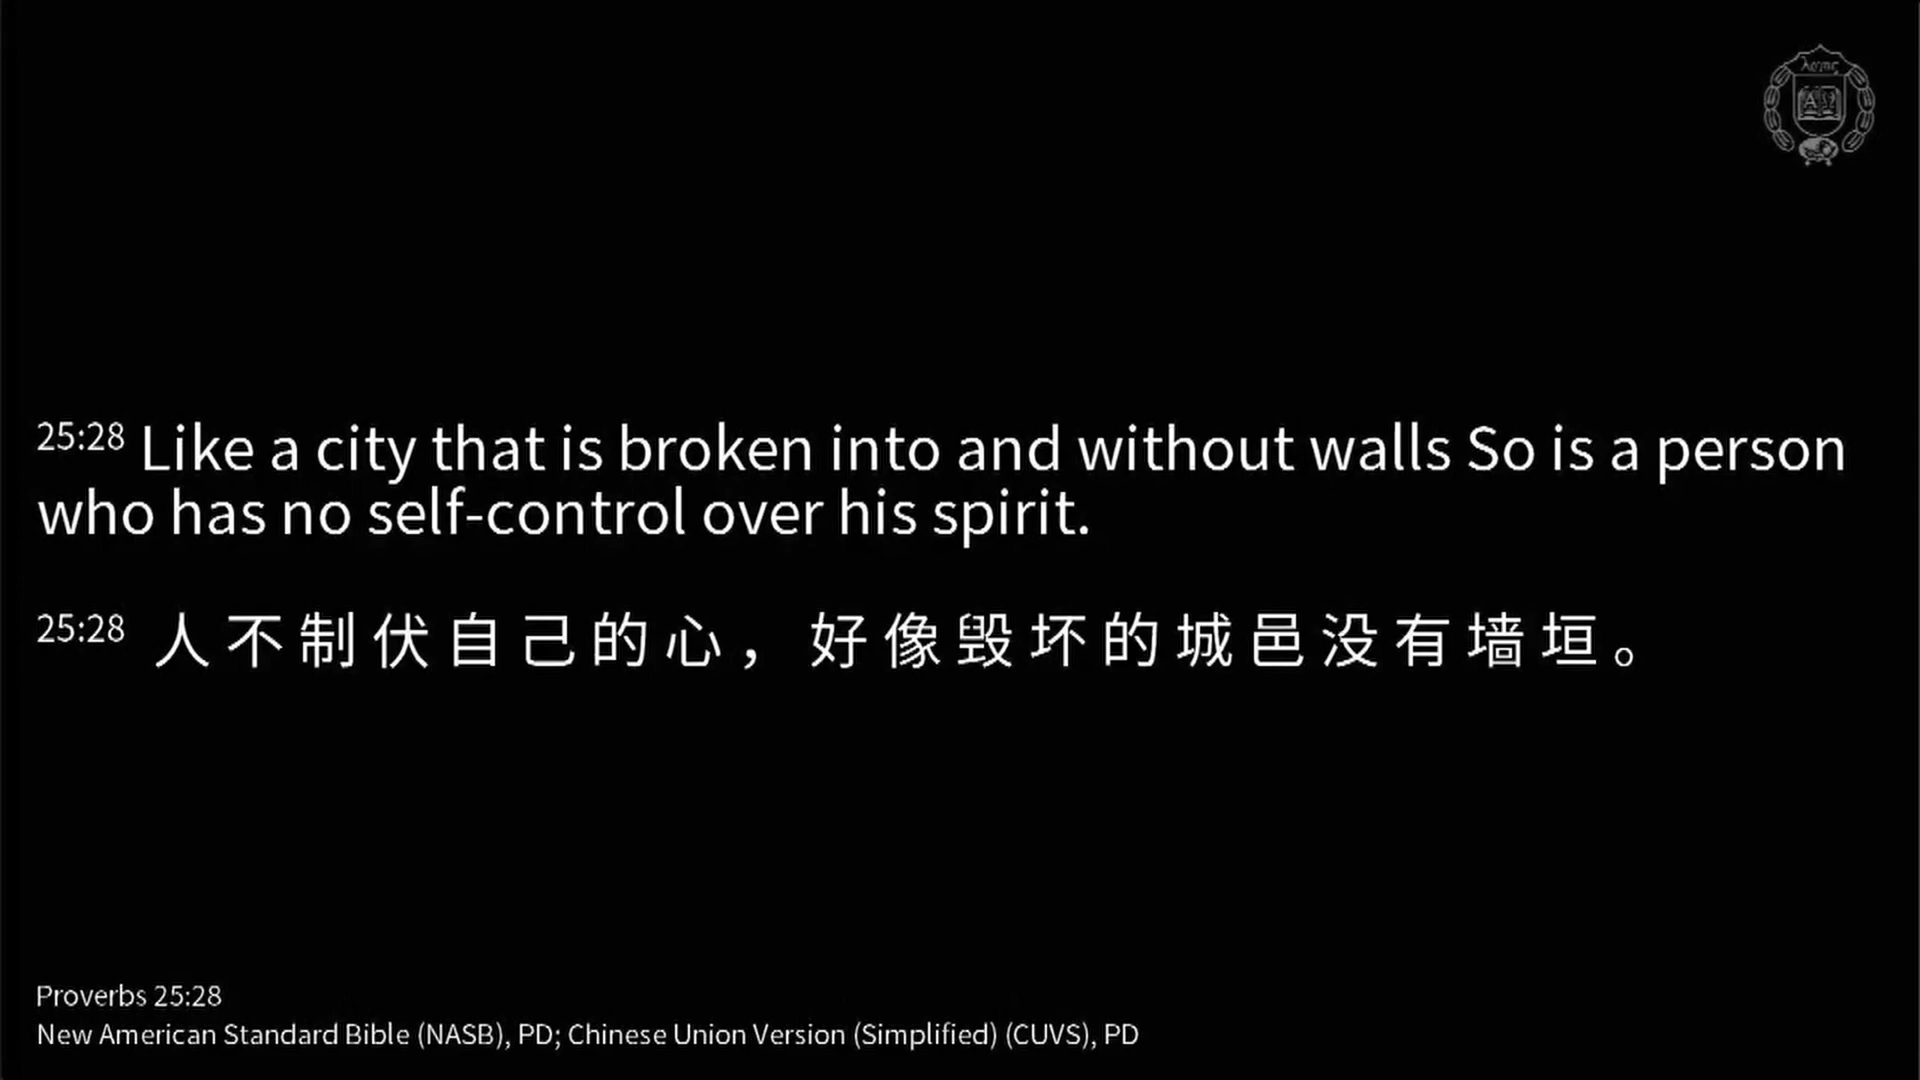 λογος
Α Ω
25:28 Like a city that is broken into and without walls So is a person
who has no self-control over his spirit.
25:28 人不制伏自己的心，好像毁坏的城邑没有墙垣。
Proverbs 25:28
New American Standard Bible (NASB), PD; Chinese Union Version (Simplified) (CUVS), PD